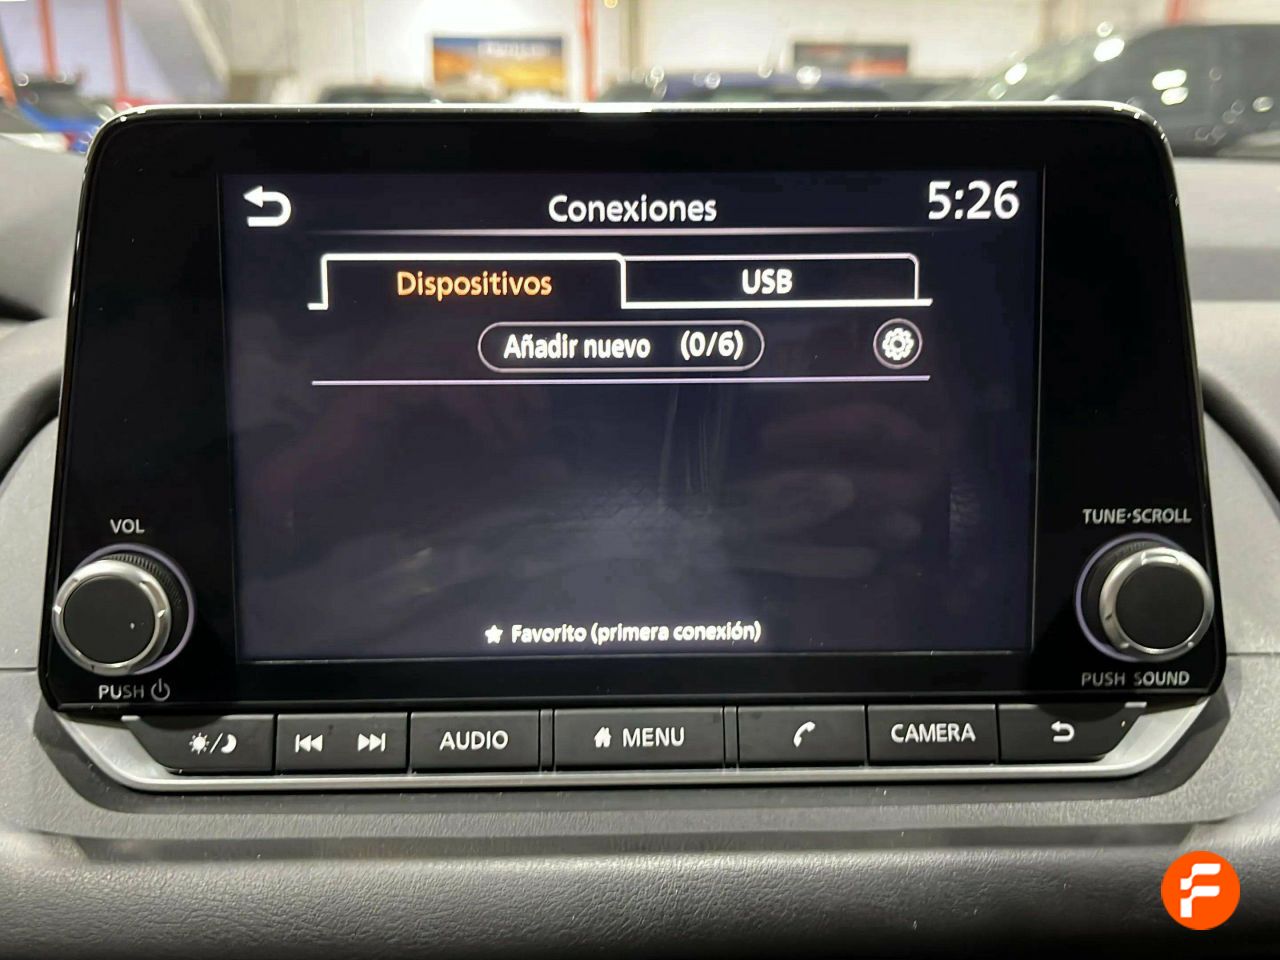 Conexiones
5:26
Dispositivos
USB
Añadir nuevo (0/6)
Favorito (primera conexión)
VOL
PUSH
TUNE·SCROLL
PUSH SOUND
AUDIO
MENU
CAMERA